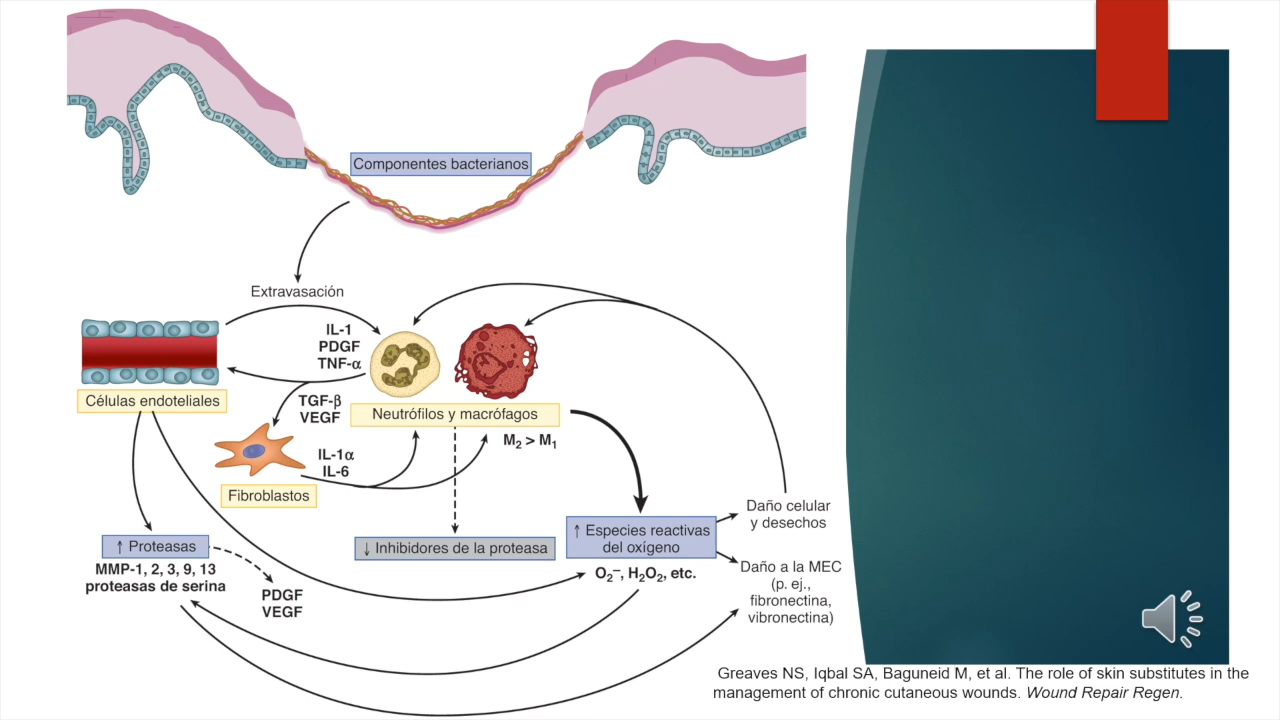 Componentes bacterianos
Extravasación
IL-1
PDGF
TNF-α
Células endoteliales
TGF-β
VEGF
Neutrófilos y macrófagos
M₂ > M₁
IL-1α
IL-6
Fibroblastos
↑ Proteasas
MMP-1, 2, 3, 9, 13
proteasas de serina
PDGF
VEGF
↓ Inhibidores de la proteasa
↑ Especies reactivas
del oxígeno
O₂⁻, H₂O₂, etc.
Daño celular
y desechos
Daño a la MEC
(p. ej.,
fibronectina,
vibronectina)
Greaves NS, Iqbal SA, Baguneid M, et al. The role of skin substitutes in the
management of chronic cutaneous wounds. Wound Repair Regen.